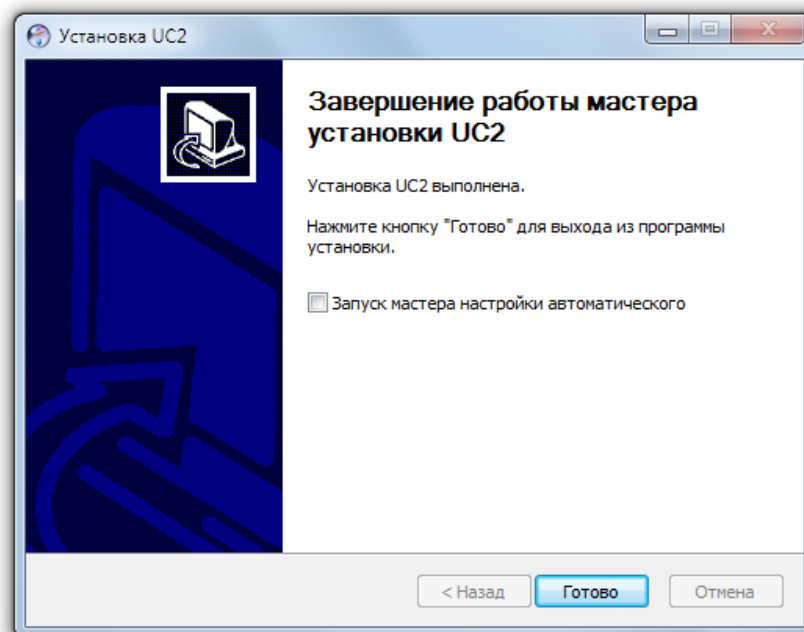 Установка UC2
Завершение работы мастера
установки UC2
Установка UC2 выполнена.
Нажмите кнопку "Готово" для выхода из программы
установки.
Запуск мастера настройки автоматического
< Назад
Готово
Отмена